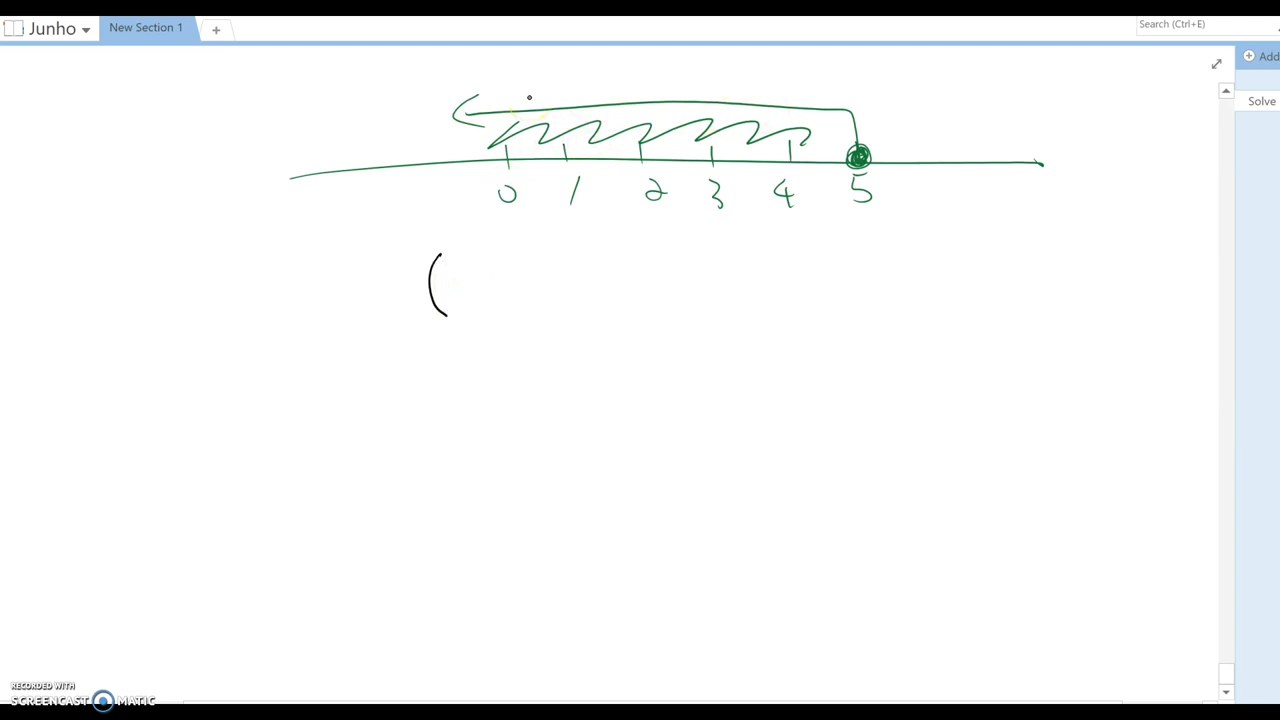 Junho
New Section 1
+
Search (Ctrl+E)
Add
Solve
0 1 2 3 4 5
(
RECORDED WITH
SCREENCAST MATIC